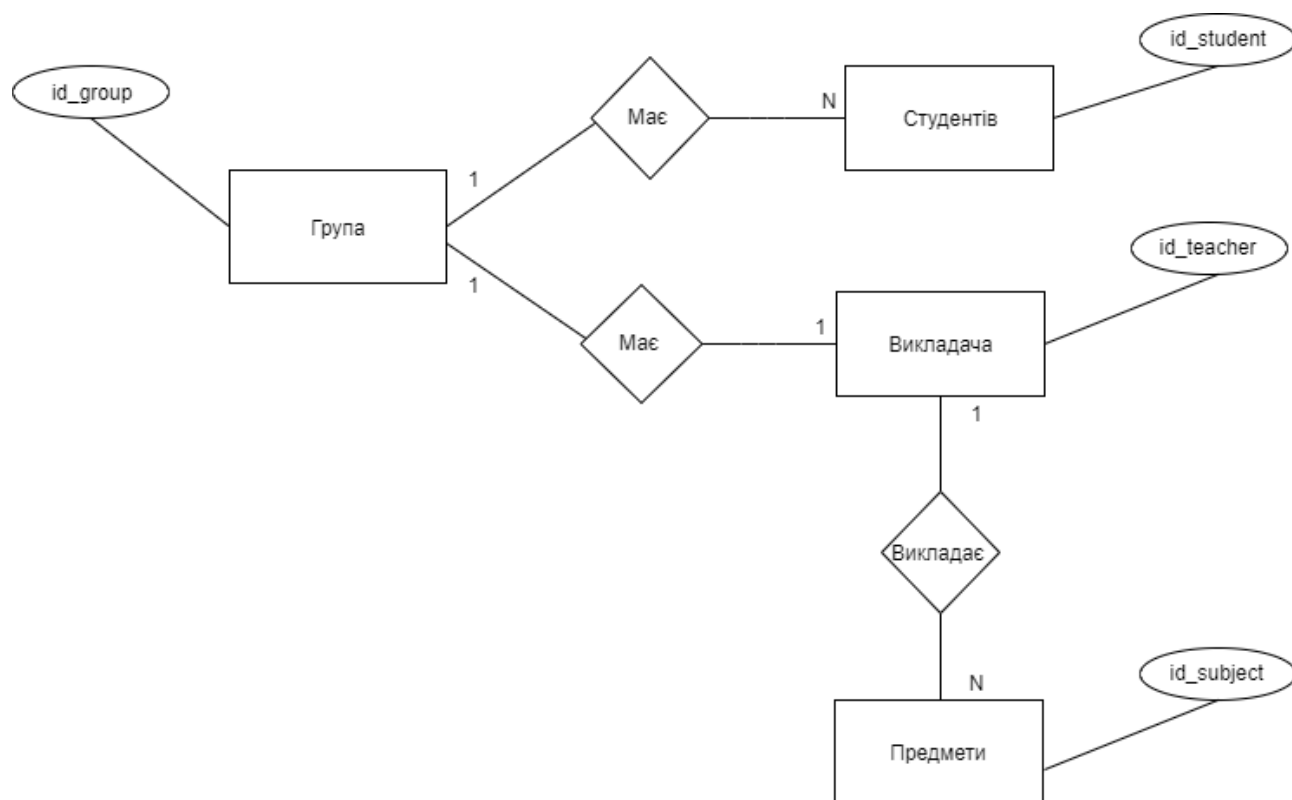 id_student
id_group
Має
N
Студентів
1
Група
id_teacher
1
Має
1
Викладача
1
Викладає
N
id_subject
Предмети